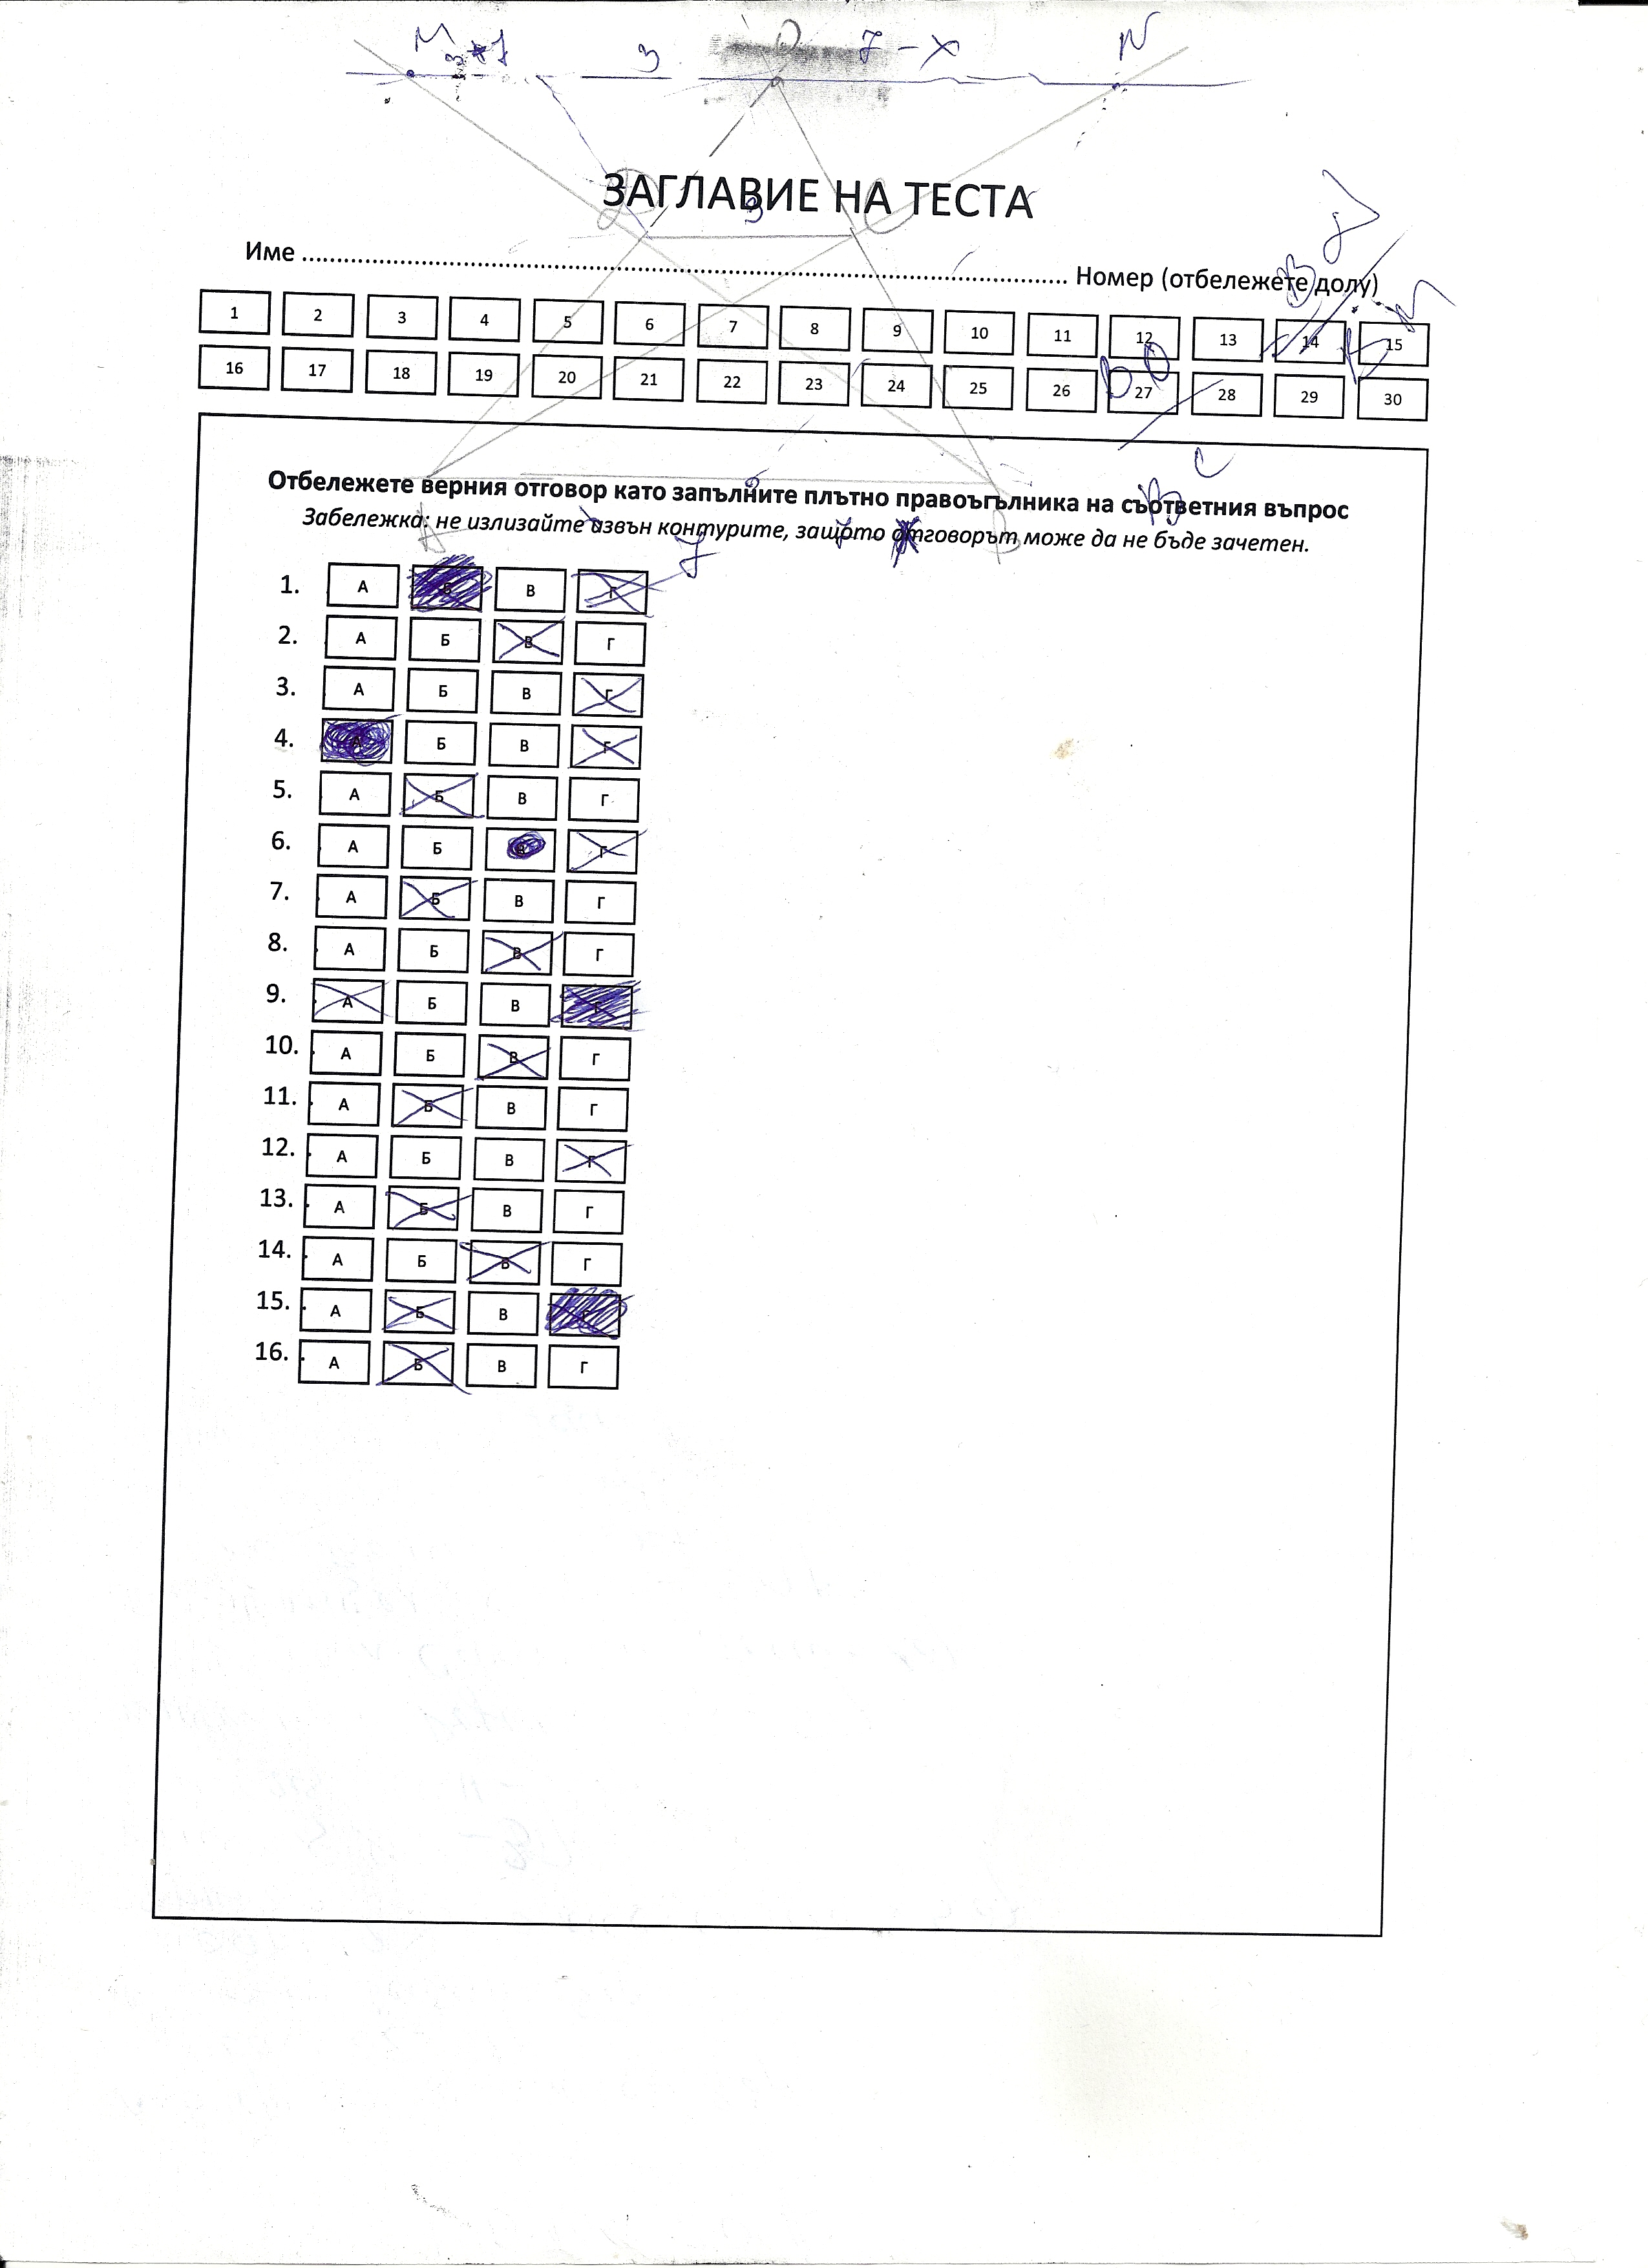 M 3 1 3 D 7 - x N
ЗАГЛАВИЕ НА ТЕСТА
3
Име ........................................ Номер (отбележете долу)
1 2 3 4 5 6 7 8 9 10 11 12 13 14 15
16 17 18 19 20 21 22 23 24 25 26 27 28 29 30
Отбележете верния отговор като запълните плътно правоъгълника на съответния въпрос
Забележка: не излизайте извън контурите, защото отговорът може да не бъде зачетен.
1. А Б В Г
2. А Б В Г
3. А Б В Г
4. А Б В Г
5. А Б В Г
6. А Б В Г
7. А Б В Г
8. А Б В Г
9. А Б В Г
10. А Б В Г
11. А Б В Г
12. А Б В Г
13. А Б В Г
14. А Б В Г
15. А Б В Г
16. А Б В Г